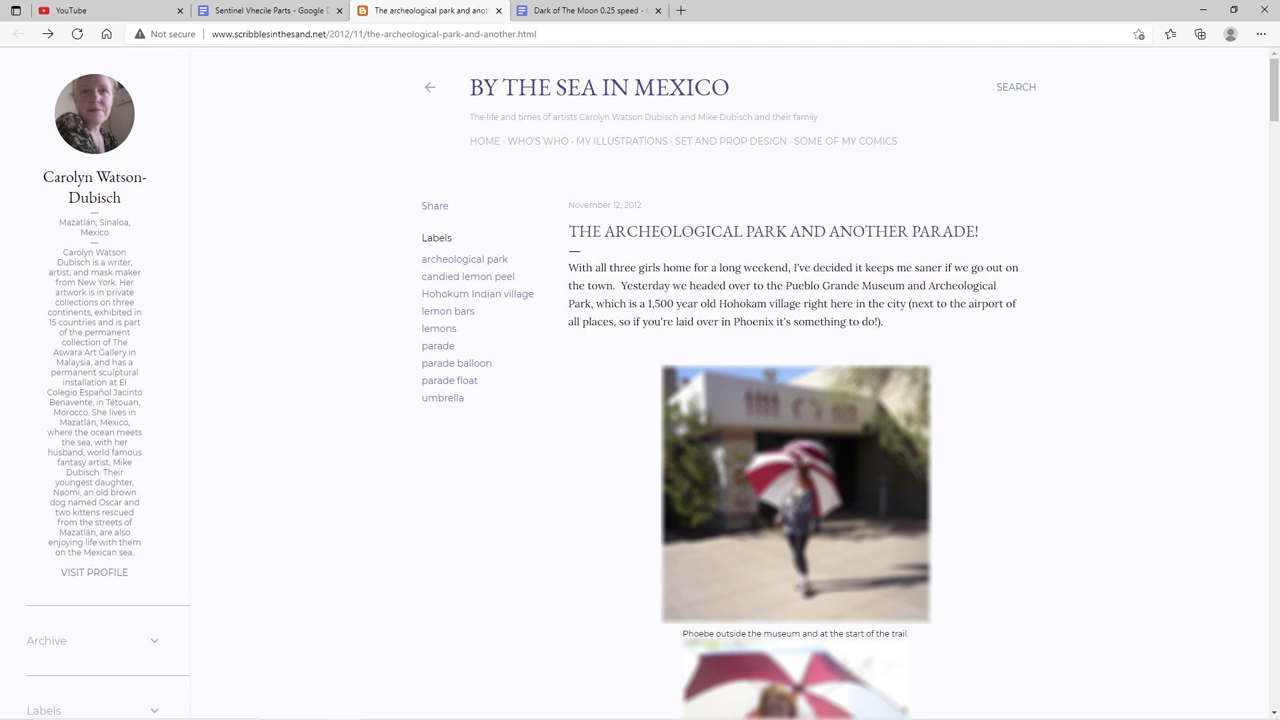 YouTube
Sentinel Vhecile Parts - Google D
The archeological park and anot
Dark of The Moon 0.25 speed -
Not secure
www.scribblesinthesand.net/2012/11/the-archeological-park-and-another.html
Carolyn Watson-
Dubisch
Mazatlán, Sinaloa,
Mexico
Carolyn Watson
Dubisch is a writer,
artist, and mask maker
from New York. Her
artwork is in private
collections on three
continents, exhibited in
15 countries and is part
of the permanent
collection of The
Aswara Art Gallery in
Malaysia, and has a
permanent sculptural
installation at El
Colegio Español Jacinto
Benavente, in Tétouan,
Morocco. She lives in
Mazatlán, Mexico,
where the ocean meets
the sea, with her
husband, world famous
fantasy artist, Mike
Dubisch. Their
youngest daughter,
Naomi, an old brown
dog named Oscar and
two kittens rescued
from the streets of
Mazatlán, are also
enjoying life with them
on the Mexican sea.
VISIT PROFILE
Archive
Labels
BY THE SEA IN MEXICO
SEARCH
The life and times of artists Carolyn Watson Dubisch and Mike Dubisch and their family
HOME · WHO'S WHO · MY ILLUSTRATIONS · SET AND PROP DESIGN · SOME OF MY COMICS
Share
Labels
archeological park
candied lemon peel
Hohokum Indian village
lemon bars
lemons
parade
parade balloon
parade float
umbrella
November 12, 2012
THE ARCHEOLOGICAL PARK AND ANOTHER PARADE!
With all three girls home for a long weekend, I've decided it keeps me saner if we go out on
the town.  Yesterday we headed over to the Pueblo Grande Museum and Archeological
Park, which is a 1,500 year old Hohokam village right here in the city (next to the airport of
all places, so if you're laid over in Phoenix it's something to do!).
Phoebe outside the museum and at the start of the trail.